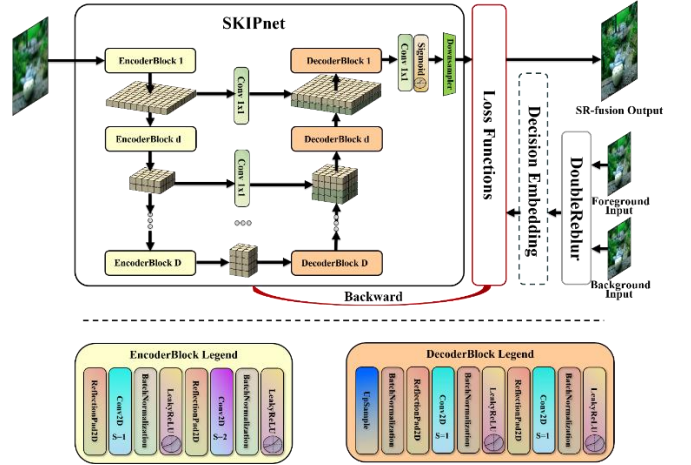 SKIPnet
EncoderBlock 1
DecoderBlock 1
Conv 1x1
Sigmoid
Downsampler
Conv 1x1
EncoderBlock d
DecoderBlock d
Conv 1x1
EncoderBlock D
DecoderBlock D
Loss Functions
Decision Embedding
DoubleReblur
SR-fusion Output
Foreground
Input
Background
Input
Backward
EncoderBlock Legend
ReflectionPad2D
Conv2D
S=1
BatchNormalization
LeakyReLU
ReflectionPad2D
Conv2D
S=2
BatchNormalization
LeakyReLU
DecoderBlock Legend
UpSample
BatchNormalization
ReflectionPad2D
Conv2D
S=1
BatchNormalization
LeakyReLU
ReflectionPad2D
Conv2D
S=1
BatchNormalization
LeakyReLU